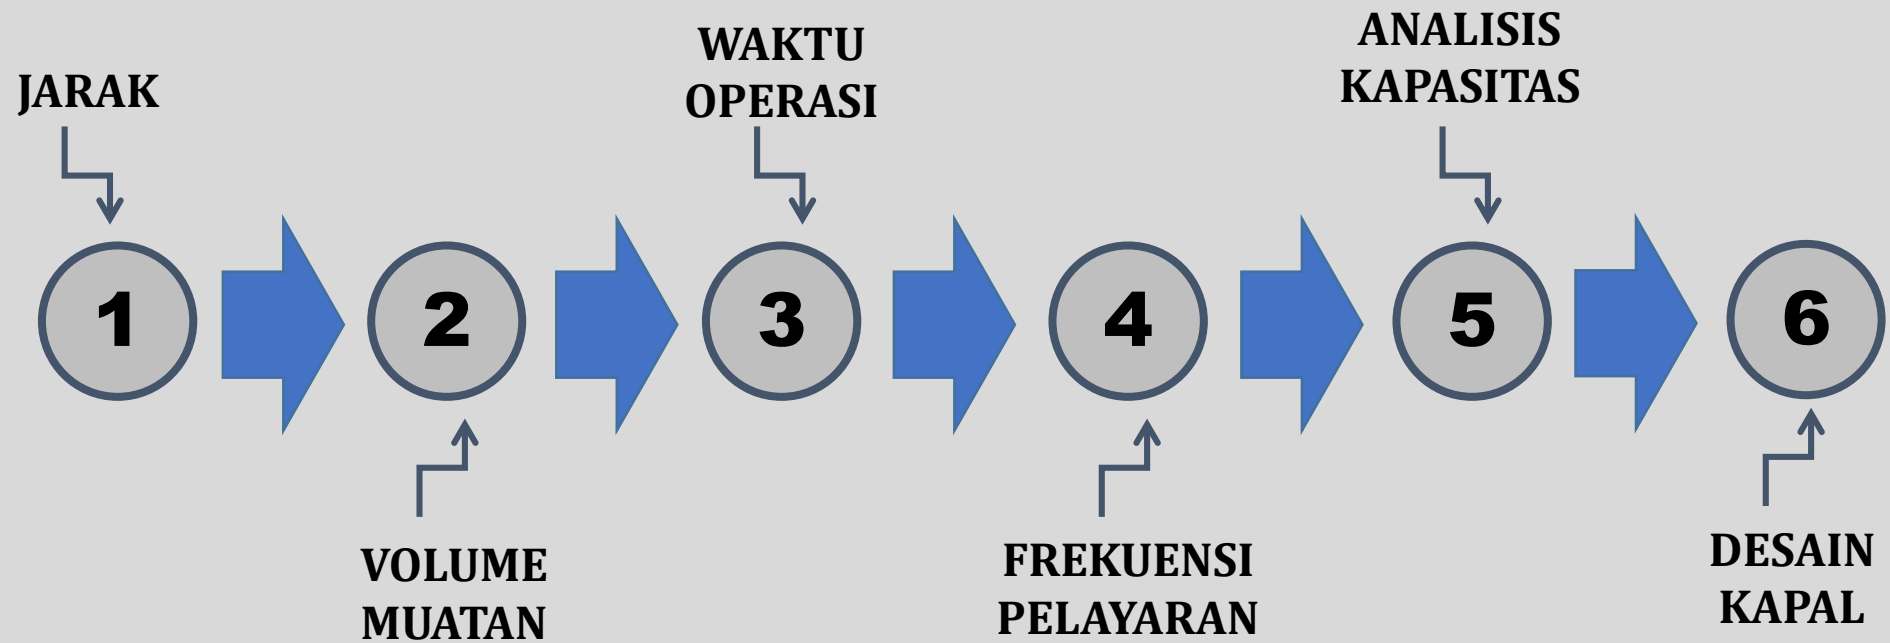 JARAK
WAKTU
OPERASI
ANALISIS
KAPASITAS
1
2
3
4
5
6
VOLUME
MUATAN
FREKUENSI
PELAYARAN
DESAIN
KAPAL